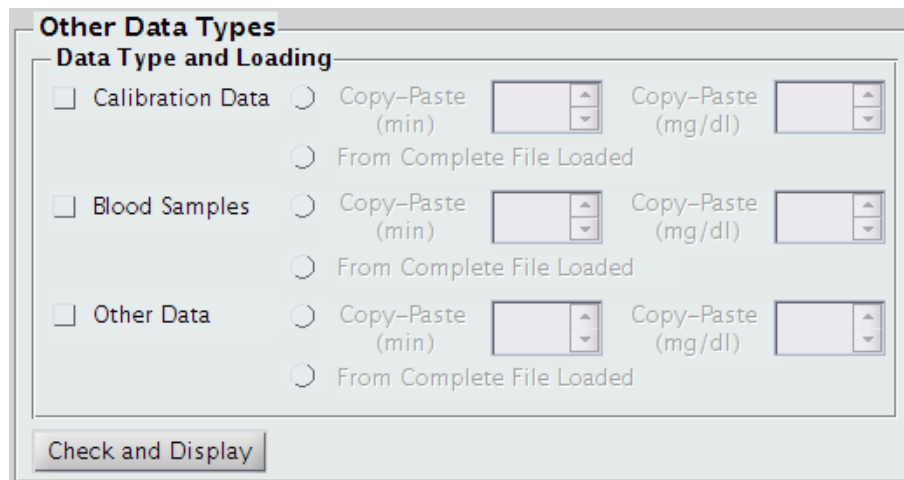 Other Data Types
Data Type and Loading
Calibration Data Copy-Paste Copy-Paste
(min) (mg/dl)
From Complete File Loaded
Blood Samples Copy-Paste Copy-Paste
(min) (mg/dl)
From Complete File Loaded
Other Data Copy-Paste Copy-Paste
(min) (mg/dl)
From Complete File Loaded
Check and Display